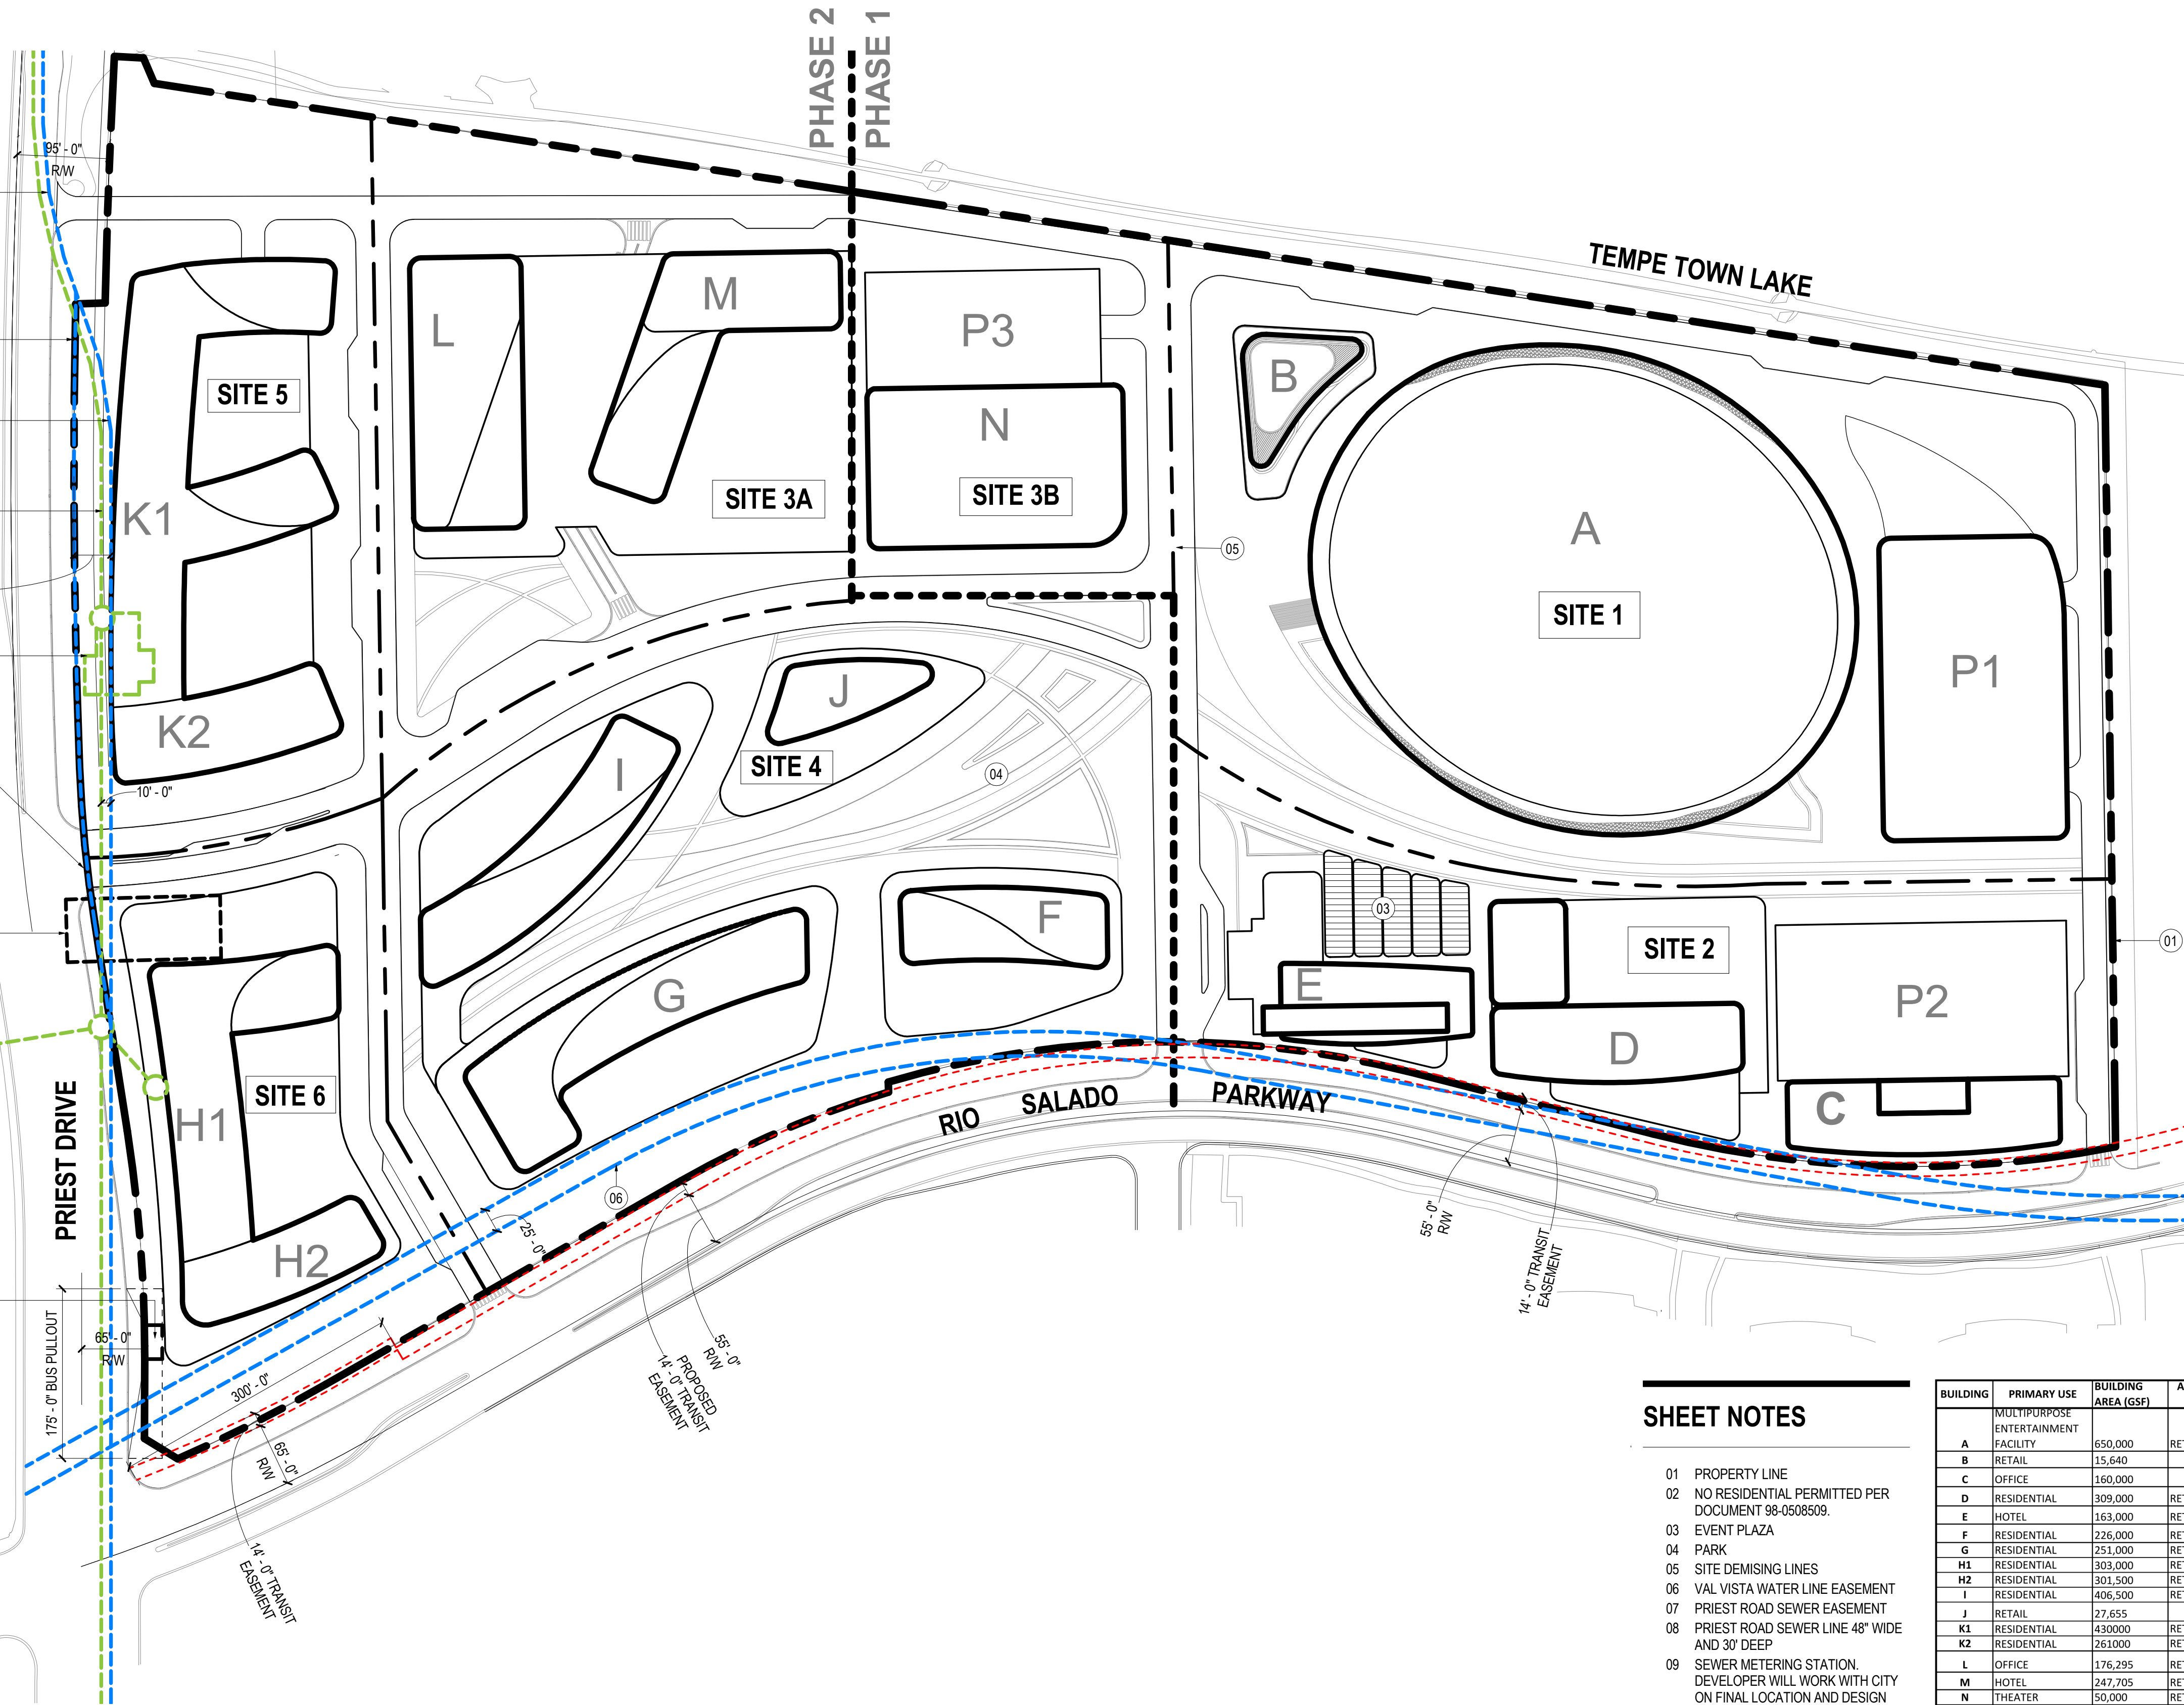 PHASE 2
PHASE 1
95' - 0"
R/W
TEMPE TOWN LAKE
M
L
P3
B
SITE 5
N
SITE 3A
SITE 3B
K1
A
05
SITE 1
P1
J
K2
I
SITE 4
04
10' - 0"
03
F
SITE 2
01
E
G
P2
D
PRIEST DRIVE
SITE 6
H1
RIO SALADO PARKWAY
C
06
55' - 0"
R/W
25' - 0"
H2
14' - 0" TRANSIT
EASEMENT
175' - 0" BUS PULLOUT
65' - 0"
R/W
55' - 0"
R/W
PROPOSED
14' - 0" TRANSIT
EASEMENT
300' - 0"
65' - 0"
R/W
14' - 0" TRANSIT
EASEMENT
SHEET NOTES
01 PROPERTY LINE
02 NO RESIDENTIAL PERMITTED PER
DOCUMENT 98-0508509.
03 EVENT PLAZA
04 PARK
05 SITE DEMISING LINES
06 VAL VISTA WATER LINE EASEMENT
07 PRIEST ROAD SEWER EASEMENT
08 PRIEST ROAD SEWER LINE 48" WIDE
AND 30' DEEP
09 SEWER METERING STATION.
DEVELOPER WILL WORK WITH CITY
ON FINAL LOCATION AND DESIGN
BUILDING PRIMARY USE BUILDING
AREA (GSF)
MULTIPURPOSE
ENTERTAINMENT
A FACILITY 650,000
B RETAIL 15,640
C OFFICE 160,000
D RESIDENTIAL 309,000
E HOTEL 163,000
F RESIDENTIAL 226,000
G RESIDENTIAL 251,000
H1 RESIDENTIAL 303,000
H2 RESIDENTIAL 301,500
I RESIDENTIAL 406,500
J RETAIL 27,655
K1 RESIDENTIAL 430000
K2 RESIDENTIAL 261000
L OFFICE 176,295
M HOTEL 247,705
N THEATER 50,000